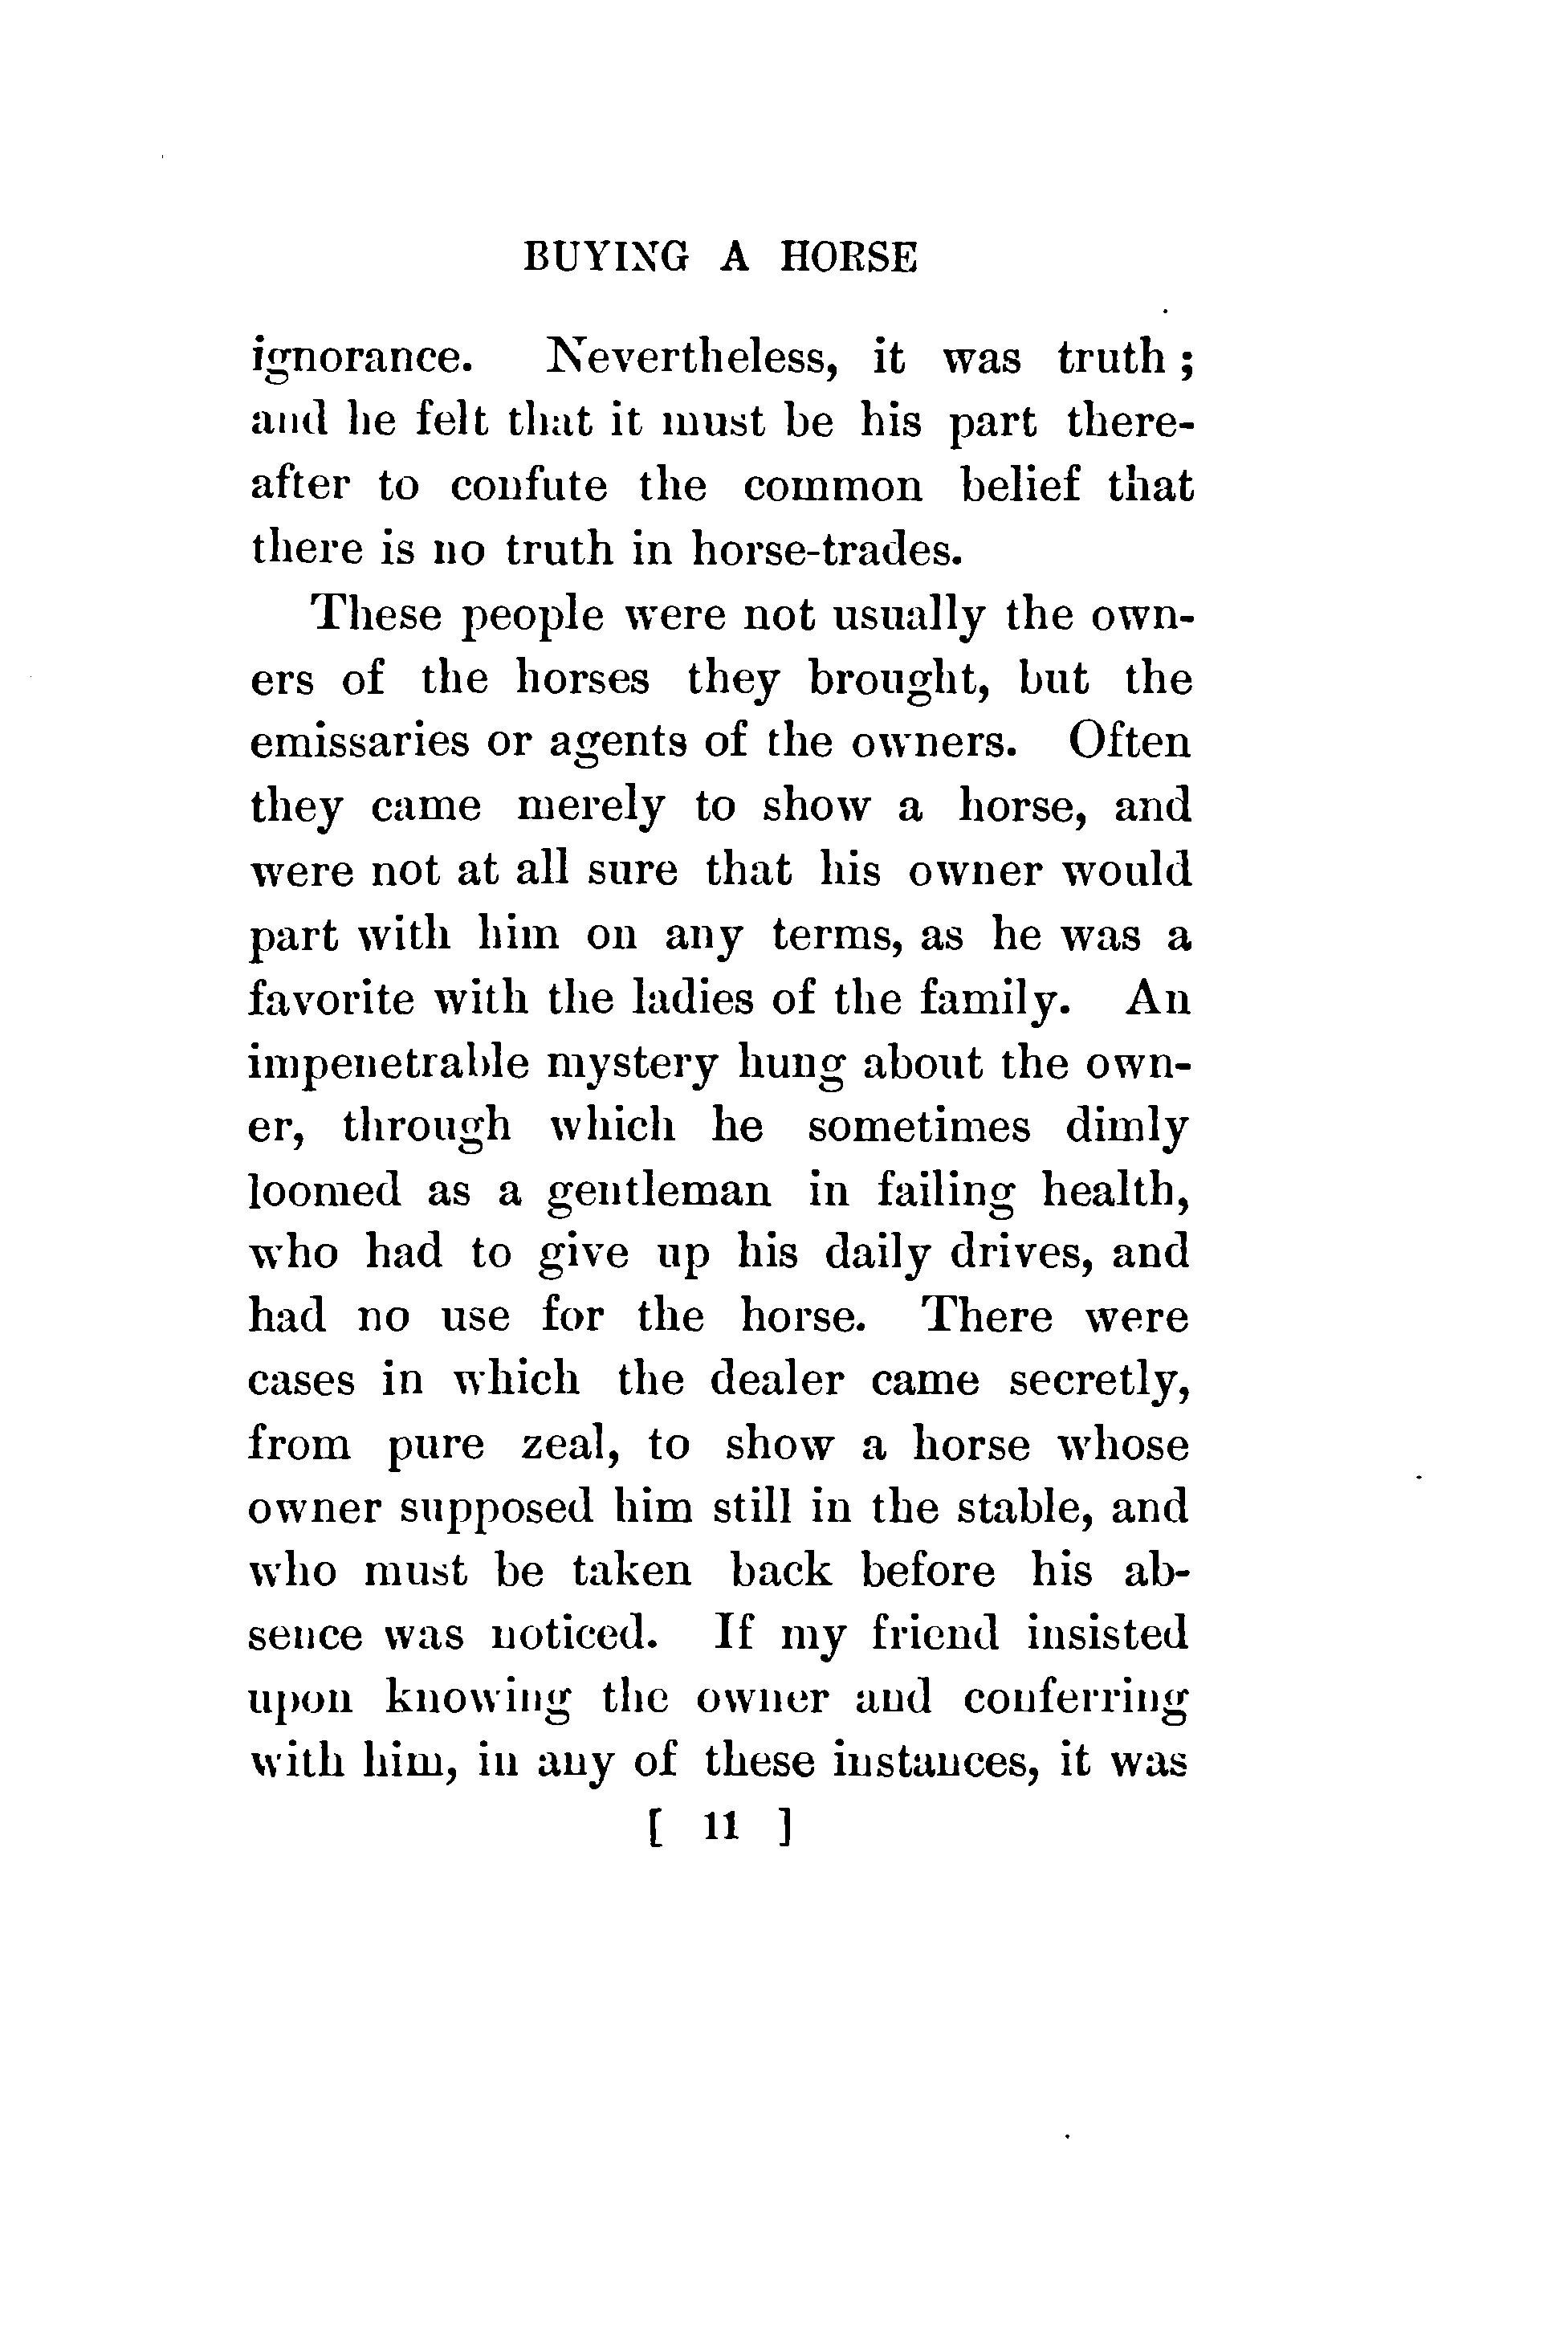 BUYING A HORSE
ignorance. Nevertheless, it was truth;
and he felt that it must be his part there-
after to confute the common belief that
there is no truth in horse-trades.
These people were not usually the own-
ers of the horses they brought, but the
emissaries or agents of the owners. Often
they came merely to show a horse, and
were not at all sure that his owner would
part with him on any terms, as he was a
favorite with the ladies of the family. An
impenetrable mystery hung about the own-
er, through which he sometimes dimly
loomed as a gentleman in failing health,
who had to give up his daily drives, and
had no use for the horse. There were
cases in which the dealer came secretly,
from pure zeal, to show a horse whose
owner supposed him still in the stable, and
who must be taken back before his ab-
sence was noticed. If my friend insisted
upon knowing the owner and conferring
with him, in any of these instances, it was
[ 11 ]